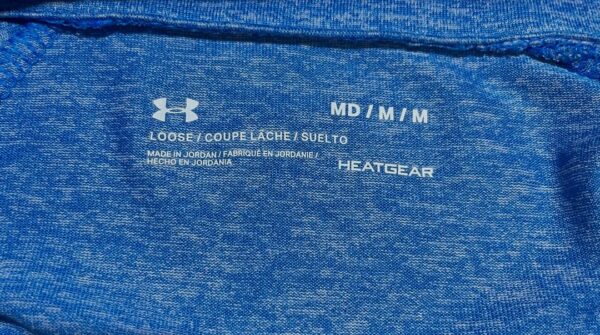 MD / M / M
LOOSE / COUPE LACHE / SUELTO
MADE IN JORDAN / FABRIQUÉ EN JORDANIE /
HECHO EN JORDANIA
HEATGEAR